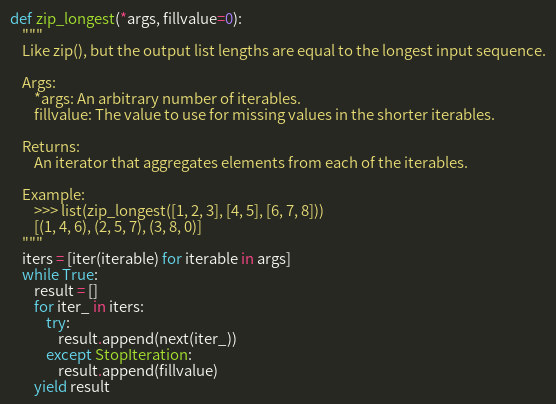 def zip_longest(*args, fillvalue=0):
    """
    Like zip(), but the output list lengths are equal to the longest input sequence.

    Args:
        *args: An arbitrary number of iterables.
        fillvalue: The value to use for missing values in the shorter iterables.

    Returns:
        An iterator that aggregates elements from each of the iterables.

    Example:
        >>> list(zip_longest([1, 2, 3], [4, 5], [6, 7, 8]))
        [(1, 4, 6), (2, 5, 7), (3, 8, 0)]
    """
    iters = [iter(iterable) for iterable in args]
    while True:
        result = []
        for iter_ in iters:
            try:
                result.append(next(iter_))
            except StopIteration:
                result.append(fillvalue)
        yield result